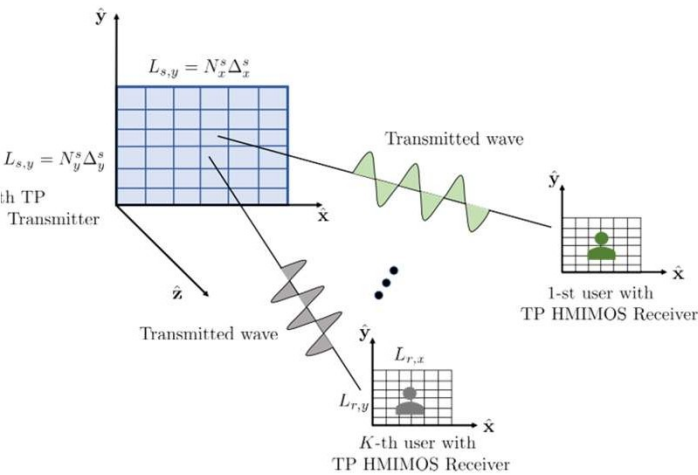 ŷ
L_{s,y} = N_x^s Δ_x^s
L_{s,y} = N_y^s Δ_y^s
th TP
Transmitter
x̂
ẑ
Transmitted wave
ŷ
x̂
1-st user with
TP HMIMOS Receiver
Transmitted wave
ŷ
L_{r,x}
L_{r,y}
x̂
K-th user with
TP HMIMOS Receiver